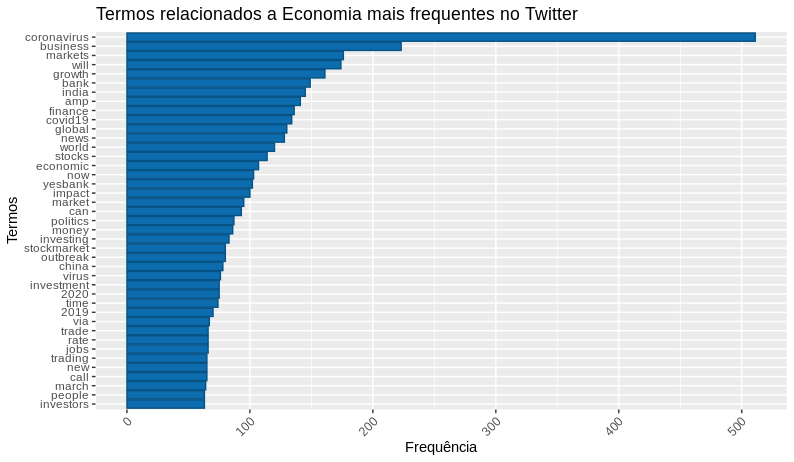 Termos relacionados a Economia mais frequentes no Twitter
Termos
coronavirus
business
markets
will
growth
bank
india
amp
finance
covid19
global
news
world
stocks
economic
now
yesbank
impact
market
can
politics
money
investing
stockmarket
outbreak
china
virus
investment
2020
time
2019
via
trade
rate
jobs
trading
new
call
march
people
investors
0
100
200
300
400
500
Frequência